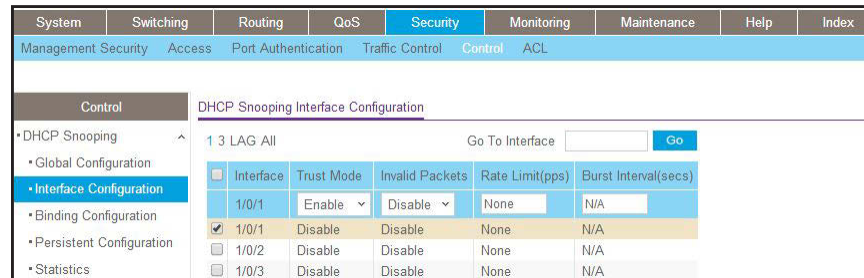 System Switching Routing QoS Security Monitoring Maintenance Help Index
Management Security Access Port Authentication Traffic Control Control ACL
Control
DHCP Snooping
Global Configuration
Interface Configuration
Binding Configuration
Persistent Configuration
Statistics
DHCP Snooping Interface Configuration
1 3 LAG All Go To Interface Go
Interface Trust Mode Invalid Packets Rate Limit(pps) Burst Interval(secs)
1/0/1 Enable Disable None N/A
1/0/1 Disable Disable None N/A
1/0/2 Disable Disable None N/A
1/0/3 Disable Disable None N/A